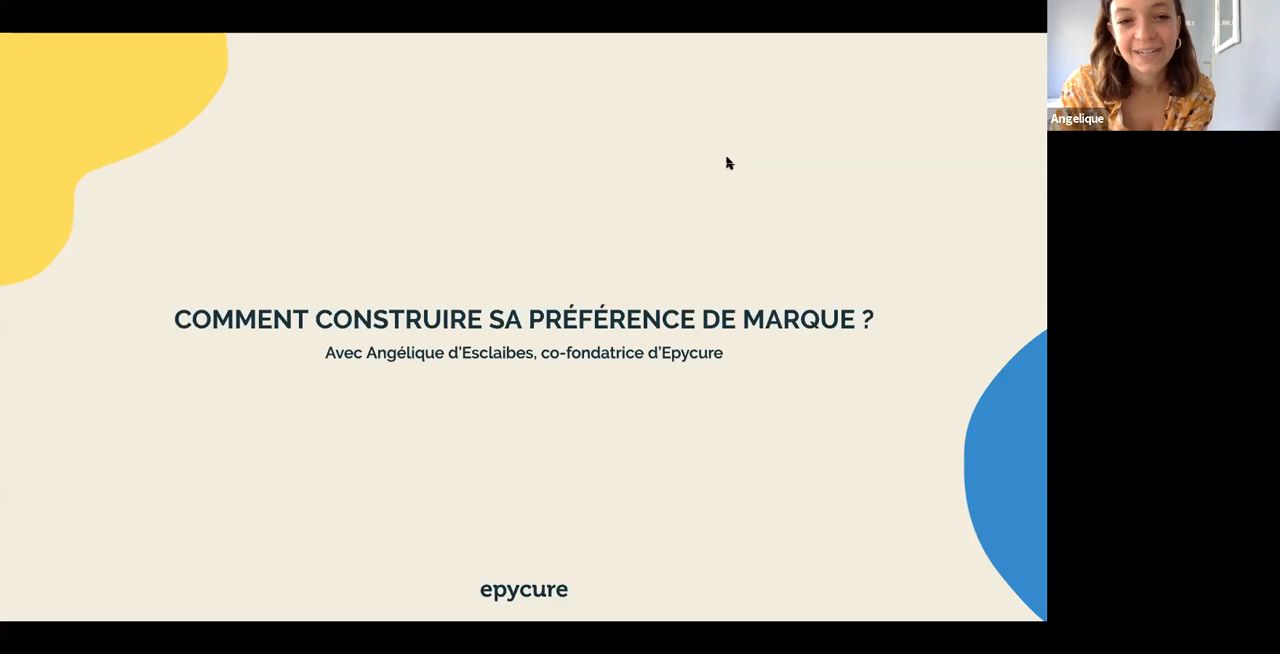 COMMENT CONSTRUIRE SA PRÉFÉRENCE DE MARQUE ?
Avec Angélique d'Esclaibes, co-fondatrice d'Epycure
epycure
Angelique